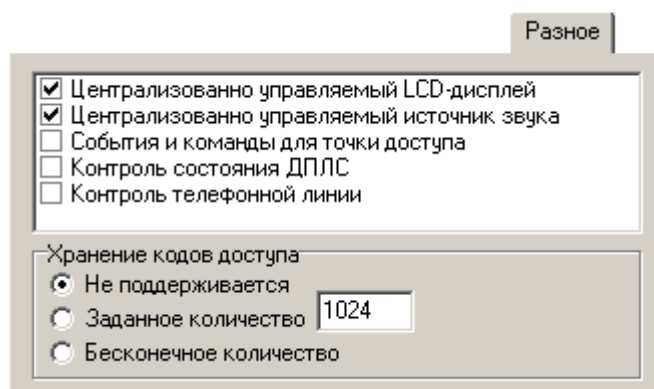 Разное
Централизованно управляемый LCD-дисплей
Централизованно управляемый источник звука
События и команды для точки доступа
Контроль состояния ДПЛС
Контроль телефонной линии
Хранение кодов доступа
Не поддерживается
Заданное количество 1024
Бесконечное количество